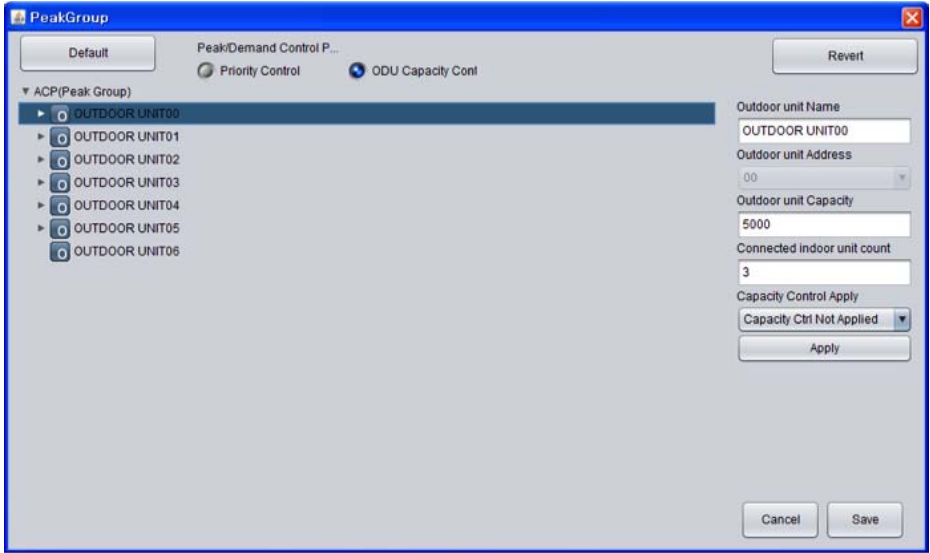 PeakGroup
Default
Peak/Demand Control P...
Priority Control
ODU Capacity Conl
Revert
ACP(Peak Group)
O OUTDOOR UNIT00
O OUTDOOR UNIT01
O OUTDOOR UNIT02
O OUTDOOR UNIT03
O OUTDOOR UNIT04
O OUTDOOR UNIT05
O OUTDOOR UNIT06
Outdoor unit Name
OUTDOOR UNIT00
Outdoor unit Address
00
Outdoor unit Capacity
5000
Connected indoor unit count
3
Capacity Control Apply
Capacity Ctrl Not Applied
Apply
Cancel
Save